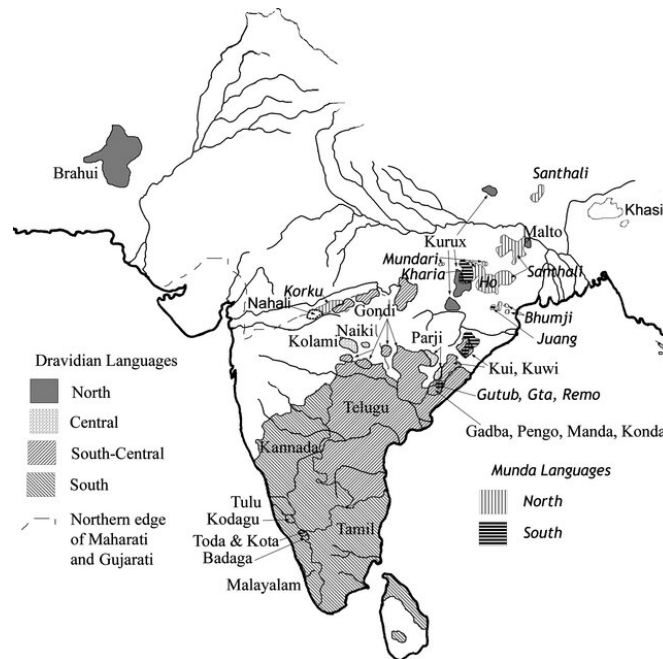 Santhali
Khasi
Brahui
Malto
Kurux
Mundari
Kharia
Ho
Santhali
Korku
Nahali
Gondi
Bhumji
Juang
Naiki
Kolami
Parji
Kui, Kuwi
Gutub, Gta, Remo
Gadba, Pengo, Manda, Konda
Telugu
Kannada
Tulu
Kodagu
Toda & Kota
Badaga
Tamil
Malayalam
Dravidian Languages
North
Central
South-Central
South
Northern edge
of Maharati
and Gujarati
Munda Languages
North
South